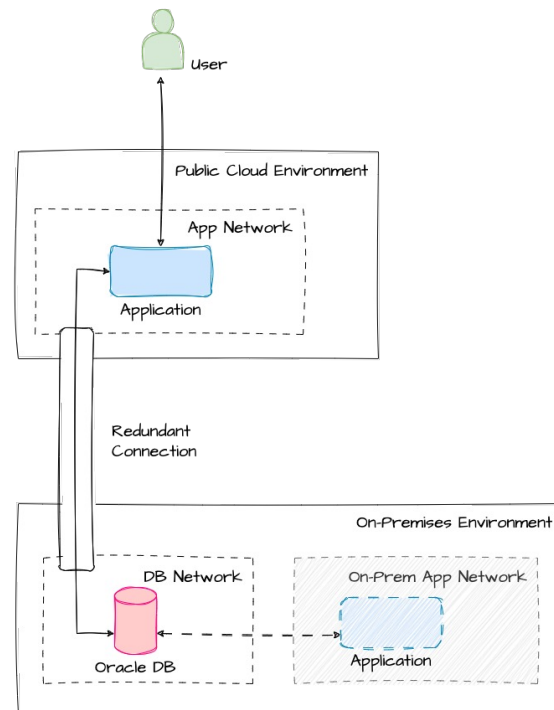 User
Public Cloud Environment
App Network
Application
Redundant
Connection
On-Premises Environment
DB Network
On-Prem App Network
Oracle DB
Application